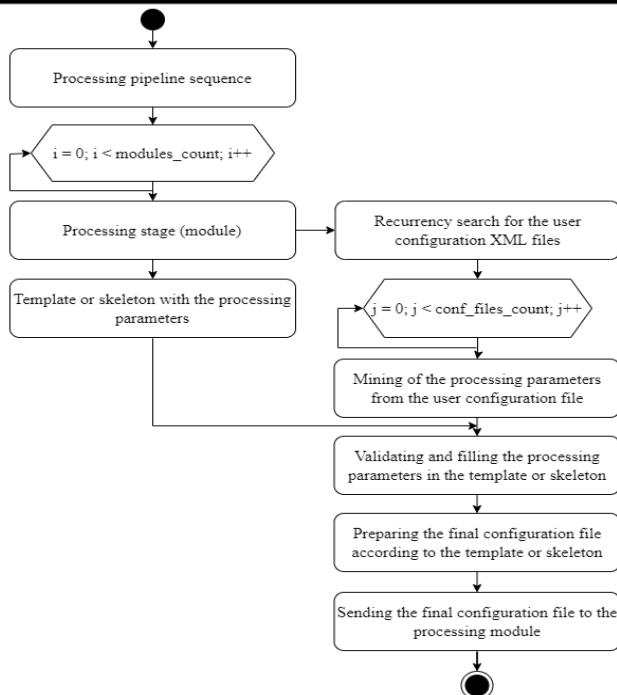 Processing pipeline sequence
i = 0; i < modules_count; i++
Processing stage (module)
Recurrency search for the user
configuration XML files
Template or skeleton with the processing
parameters
j = 0; j < conf_files_count; j++
Mining of the processing parameters
from the user configuration file
Validating and filling the processing
parameters in the template or skeleton
Preparing the final configuration file
according to the template or skeleton
Sending the final configuration file to the
processing module